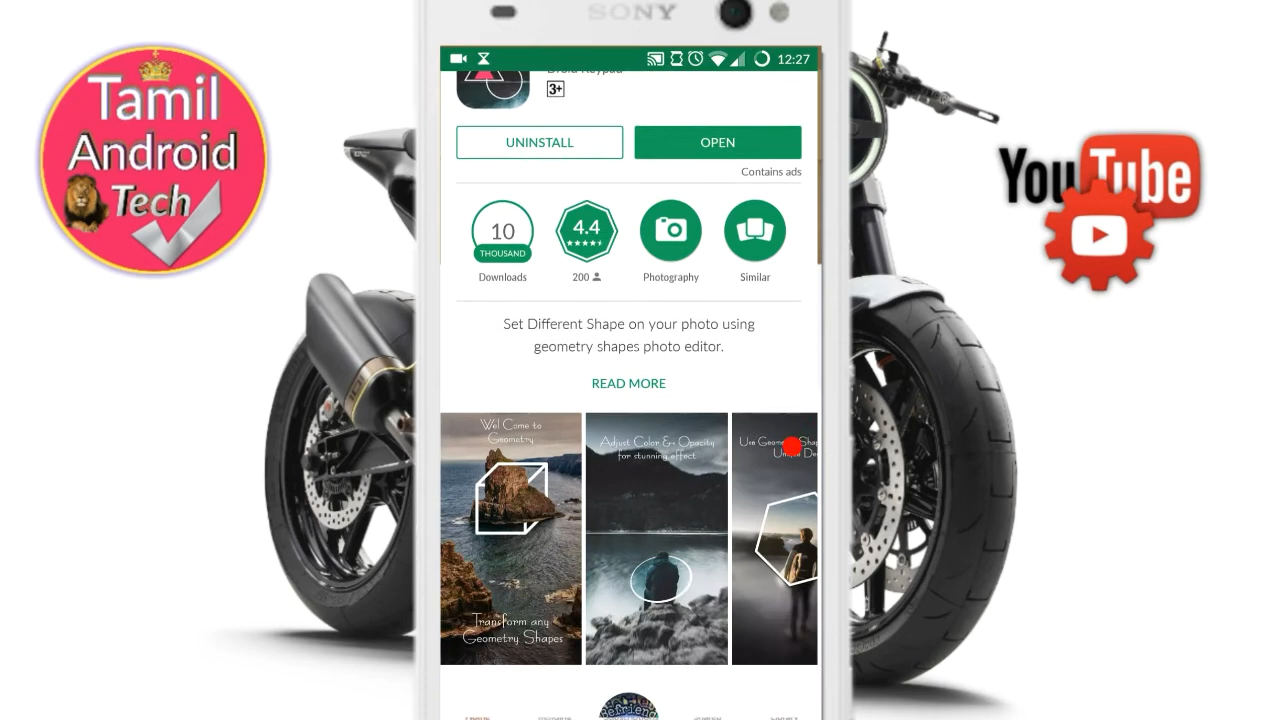 SONY
12:27
Tamil
Android
Tech
YouTube
3+
UNINSTALL
OPEN
Contains ads
10
THOUSAND
Downloads
4.4
200
Photography
Similar
Set Different Shape on your photo using
geometry shapes photo editor.
READ MORE
Wel Come to
Geometry
Transform any
Geometry Shapes
Adjust Color & Opacity
for stunning effect
Use